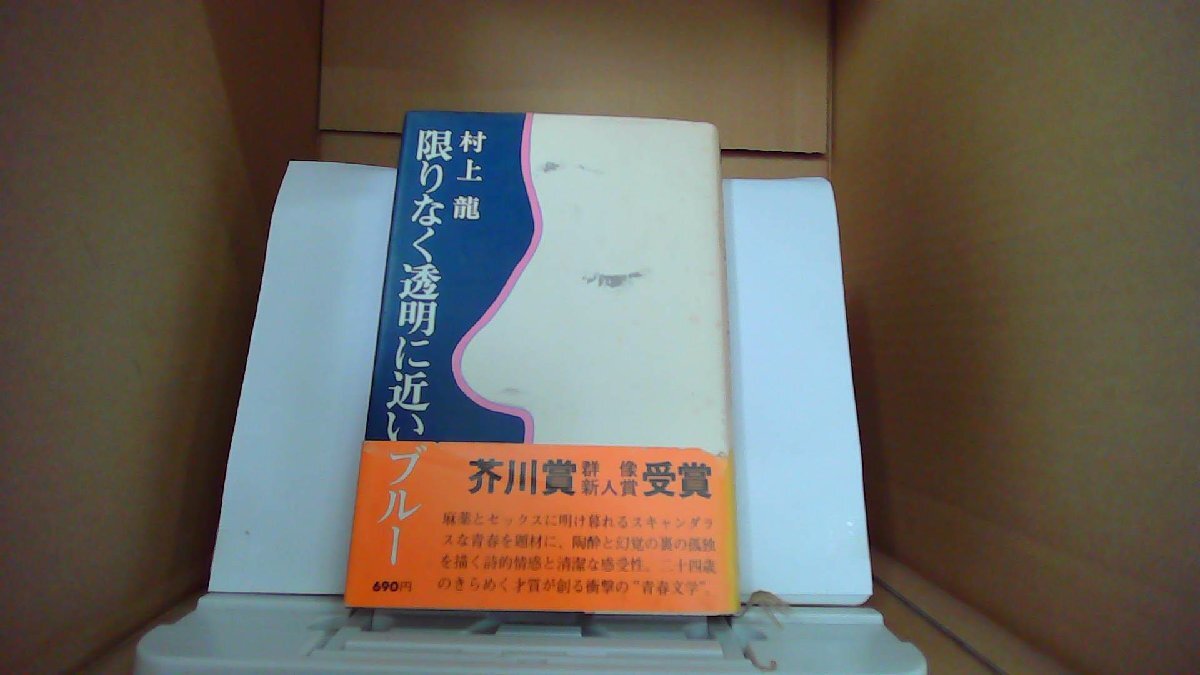 村上 龍
限りなく透明に近いブルー
芥川賞 群像新人賞 受賞
麻薬とセックスに明け暮れるスキャンダラ
スな青春を題材に、陶酔と幻覚の裏の孤独
を描く詩的情感と清潔な感受性。二十四歳
のきらめく才質が創る衝撃の“青春文学”。
690円